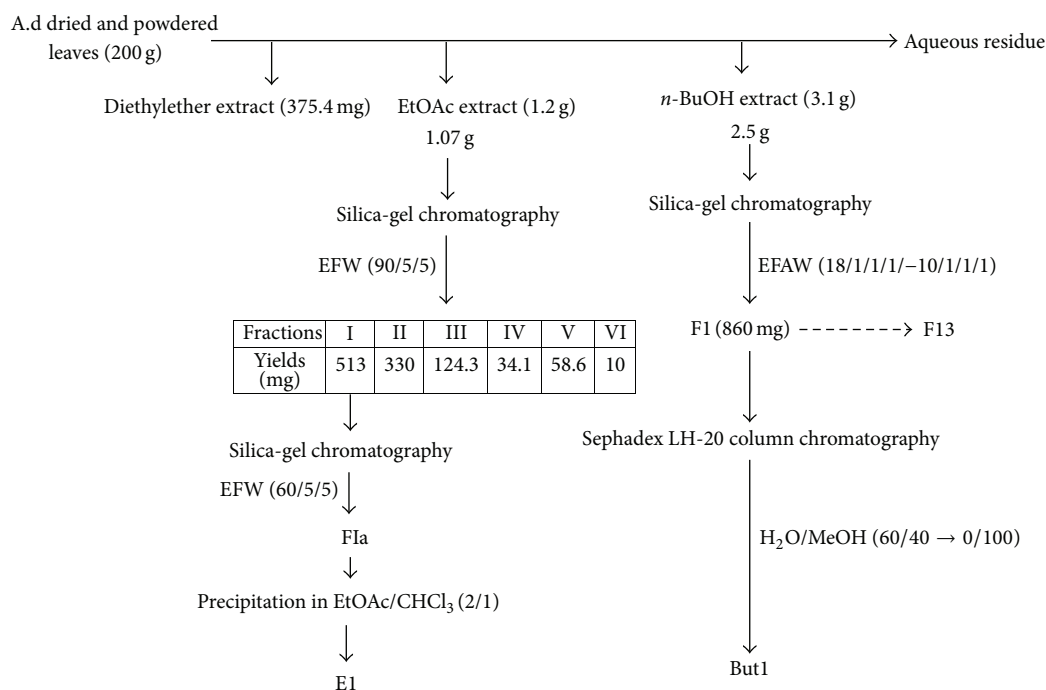 A.d dried and powdered
leaves (200 g)
Aqueous residue
Diethylether extract (375.4 mg)
EtOAc extract (1.2 g)
1.07 g
n-BuOH extract (3.1 g)
2.5 g
Silica-gel chromatography
Silica-gel chromatography
EFW (90/5/5)
EFAW (18/1/1/1/−10/1/1/1)
Fractions I II III IV V VI
Yields
(mg) 513 330 124.3 34.1 58.6 10
F1 (860 mg)
F13
Silica-gel chromatography
Sephadex LH-20 column chromatography
EFW (60/5/5)
FIa
H₂O/MeOH (60/40 → 0/100)
Precipitation in EtOAc/CHCl₃ (2/1)
E1
But1